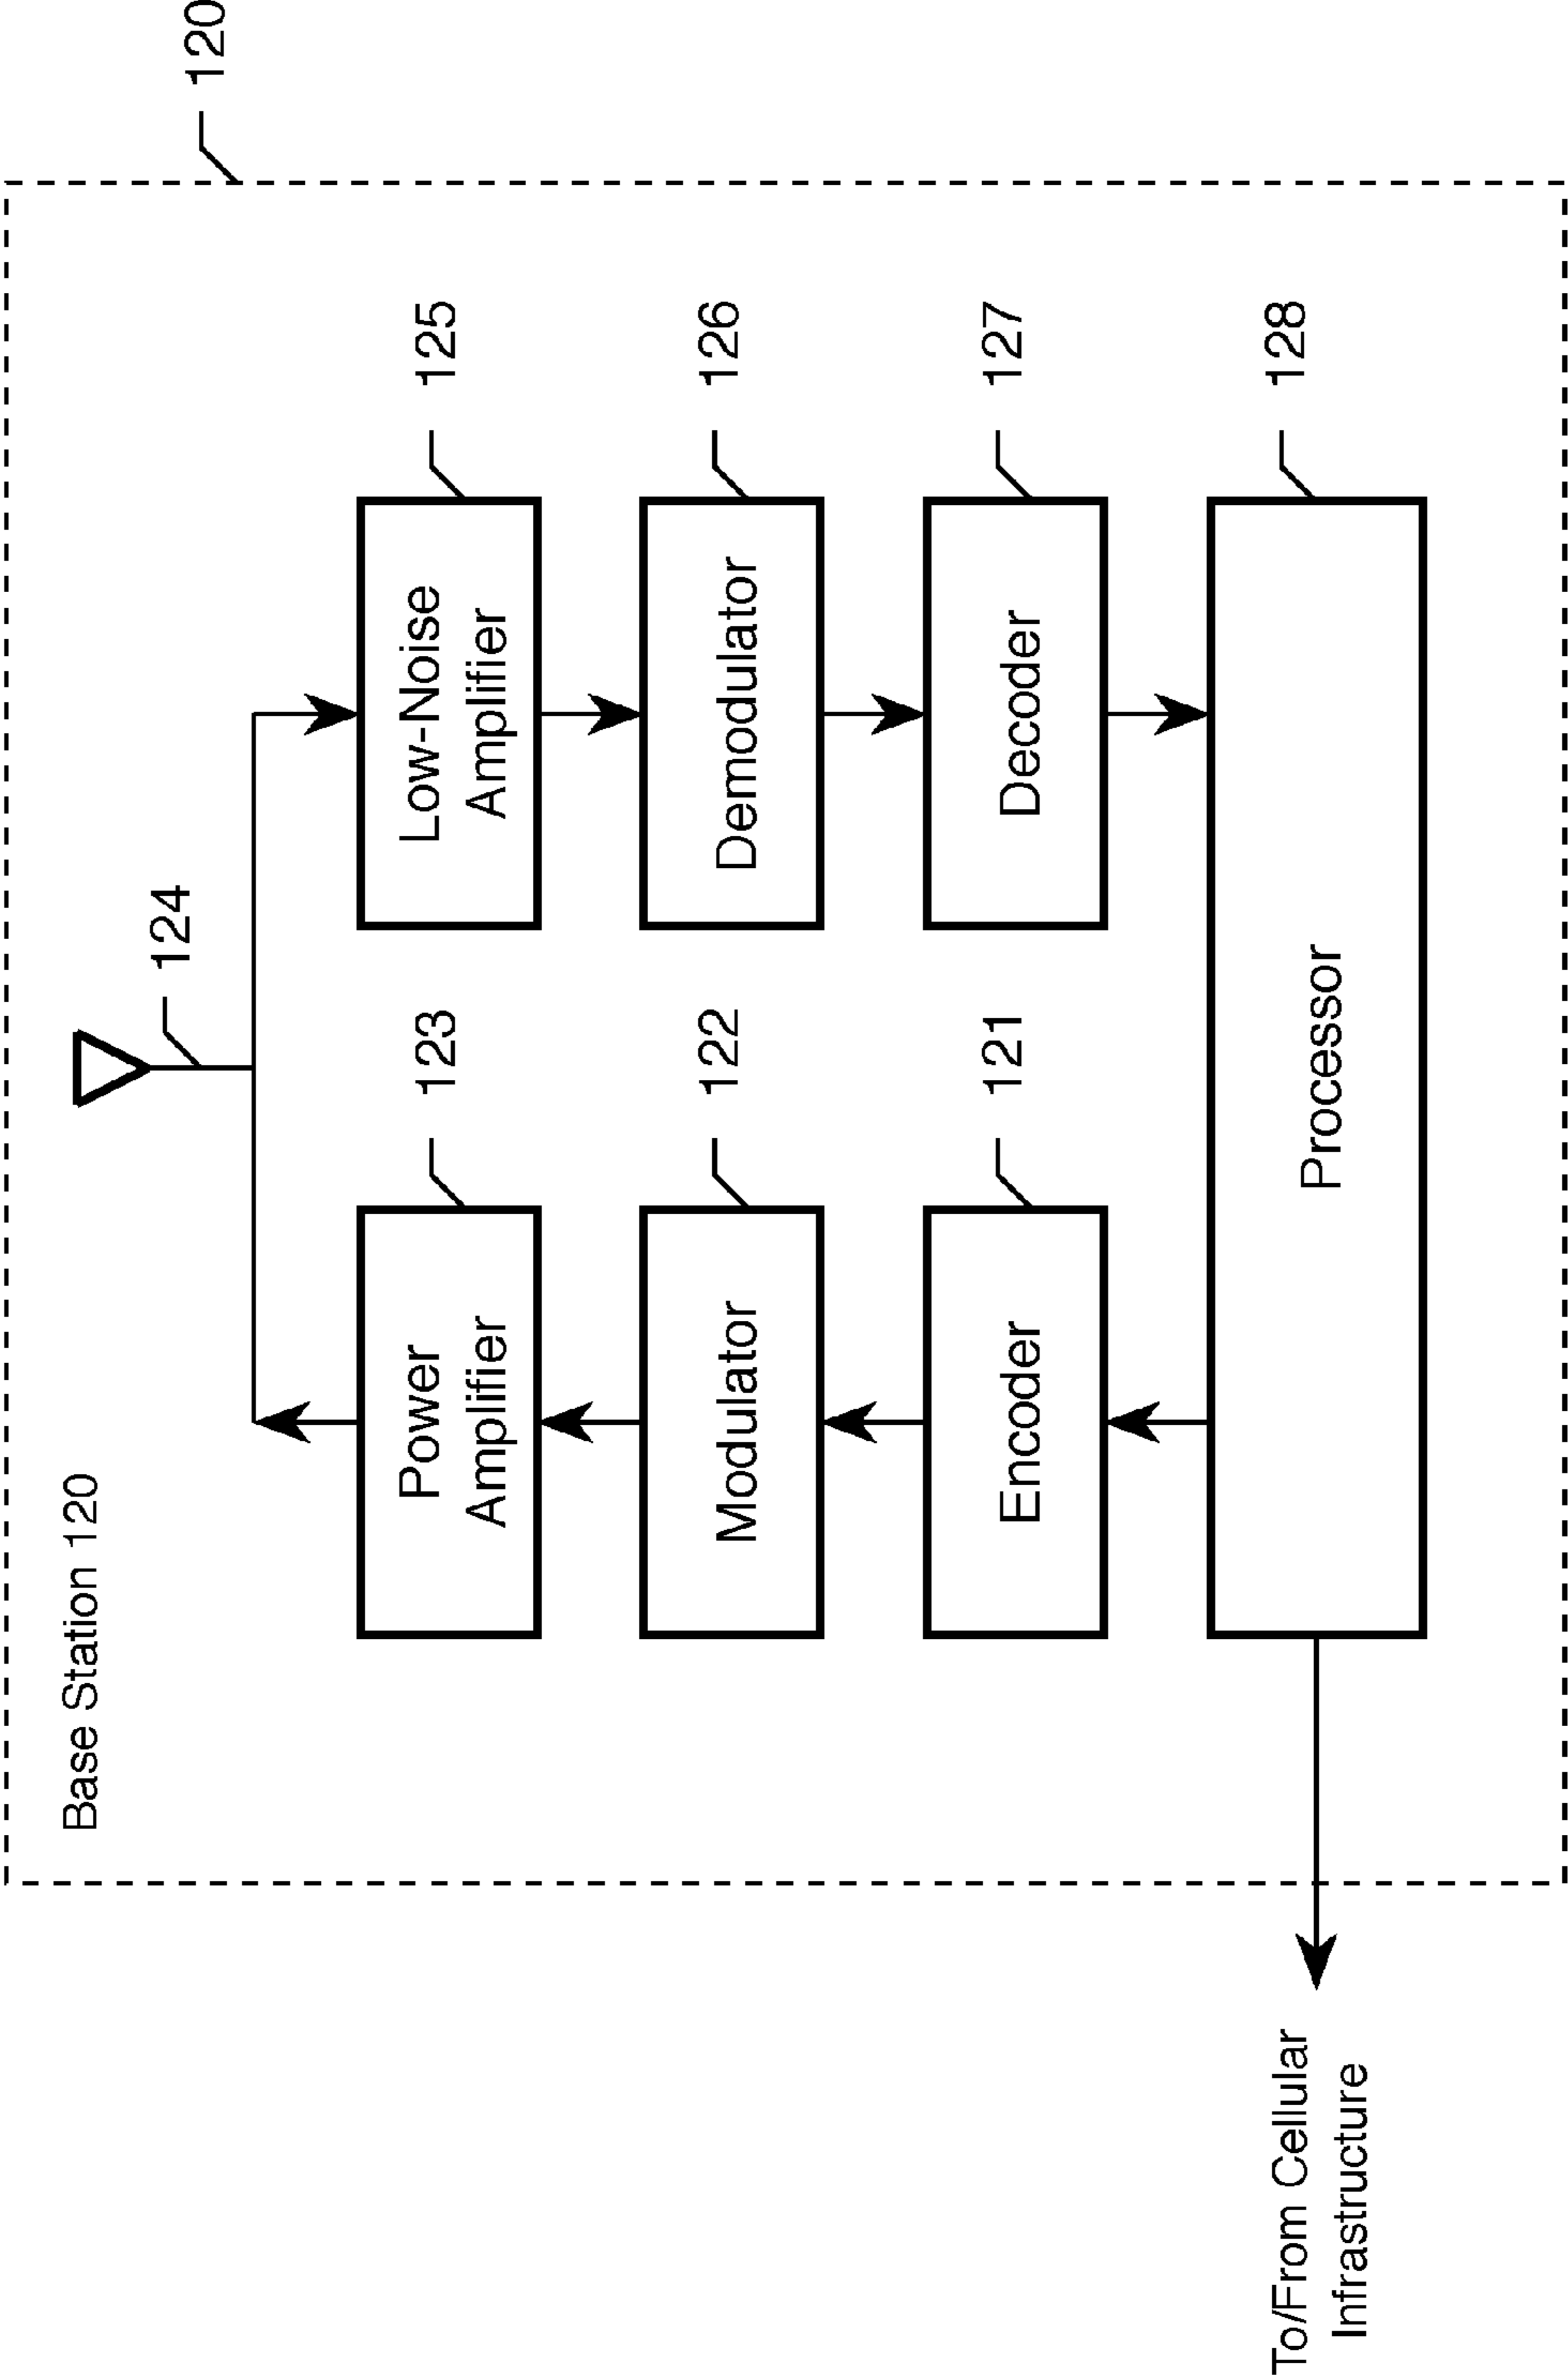 120
Base Station 120
124
123
125
Power
Amplifier
Low-Noise
Amplifier
122
126
Modulator
Demodulator
121
127
Encoder
Decoder
128
Processor
To/From Cellular
Infrastructure